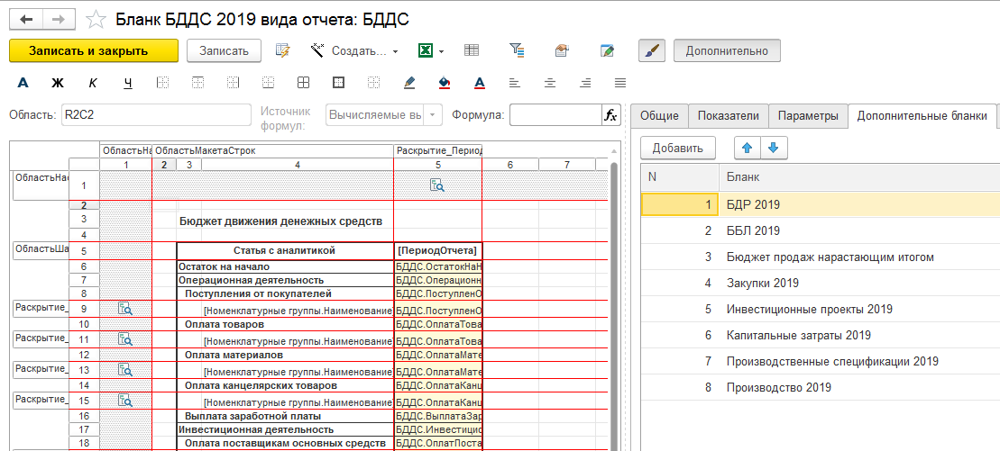 Бланк БДДС 2019 вида отчета: БДДС
Записать и закрыть Записать Создать... Дополнительно
А Ж К Ч А
Область: R2C2 Источник формул: Вычисляемые вы Формула: fx
Общие Показатели Параметры Дополнительные бланки
Добавить
N Бланк
1 БДР 2019
2 ББЛ 2019
3 Бюджет продаж нарастающим итогом
4 Закупки 2019
5 Инвестиционные проекты 2019
6 Капитальные затраты 2019
7 Производственные спецификации 2019
8 Производство 2019
ОбластьНа ОбластьМакетаСтрок Раскрытие_Период
1 2 3 4 5 6 7
ОбластьНас 1
2
3 Бюджет движения денежных средств
4
ОбластьШа 5 Статья с аналитикой [ПериодОтчета]
6 Остаток на начало БДДС.ОстатокНаН
7 Операционная деятельность БДДС.Операционн
8 Поступления от покупателей БДДС.ПоступленО
Раскрытие_ 9 [Номенклатурные группы.Наименование БДДС.ПоступленО
10 Оплата товаров БДДС.ОплатаТова
Раскрытие_ 11 [Номенклатурные группы.Наименование БДДС.ОплатаТова
12 Оплата материалов БДДС.ОплатаМате
Раскрытие_ 13 [Номенклатурные группы.Наименование БДДС.ОплатаМате
14 Оплата канцелярских товаров БДДС.ОплатаКанц
Раскрытие_ 15 [Номенклатурные группы.Наименование БДДС.ОплатаКанц
16 Выплата заработной платы БДДС.ВыплатаЗар
17 Инвестиционная деятельность БДДС.Инвестицио
18 Оплата поставщикам основных средств БДДС.ОплатПоста